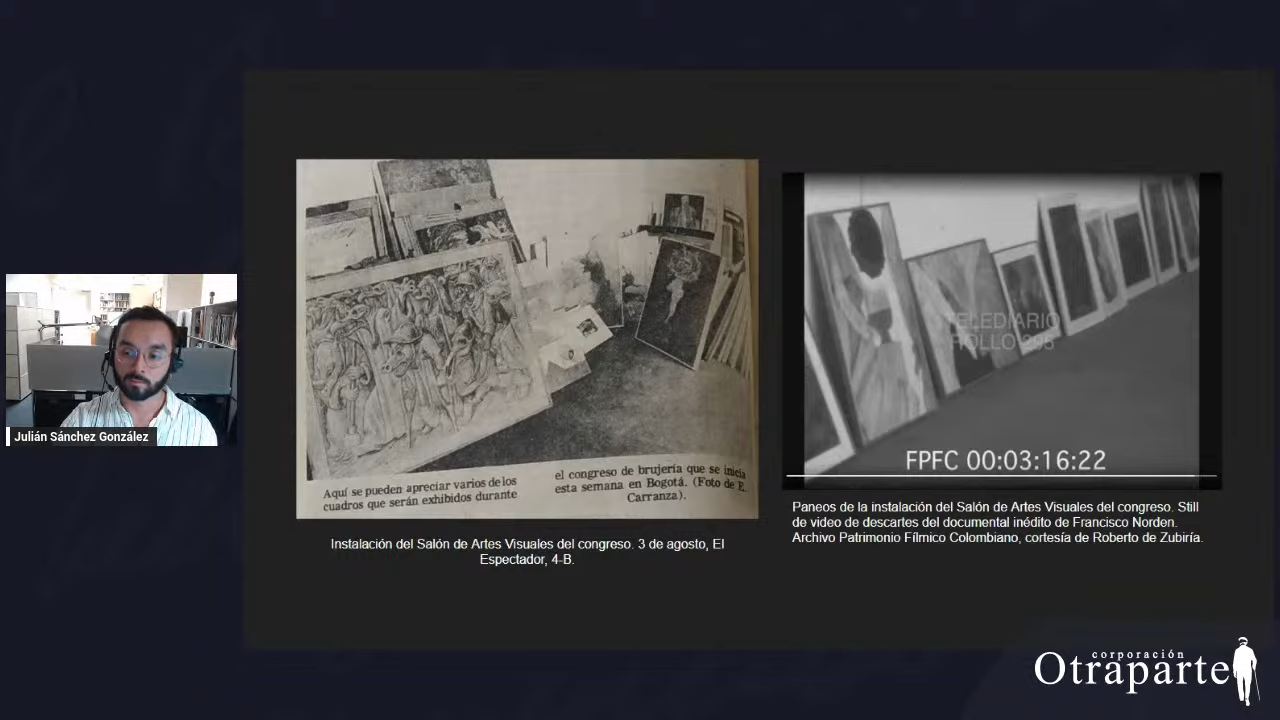 Julián Sánchez González
Aquí se pueden apreciar varios de los
cuadros que serán exhibidos durante
el congreso de brujería que se inicia
esta semana en Bogotá. (Foto de E.
Carranza).
Instalación del Salón de Artes Visuales del congreso. 3 de agosto, El
Espectador, 4-B.
TELEDIARIO
ROLLO 295
FPFC 00:03:16:22
Paneos de la instalación del Salón de Artes Visuales del congreso. Still
de video de descartes del documental inédito de Francisco Norden.
Archivo Patrimonio Fílmico Colombiano, cortesía de Roberto de Zubiría.
corporación
Otraparte